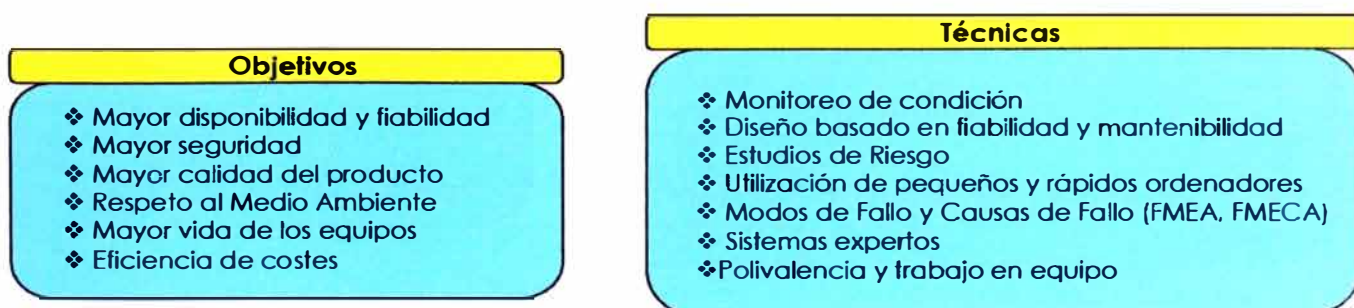 Objetivos
❖ Mayor disponibilidad y fiabilidad
❖ Mayor seguridad
❖ Mayor calidad del producto
❖ Respeto al Medio Ambiente
❖ Mayor vida de los equipos
❖ Eficiencia de costes
Técnicas
❖ Monitoreo de condición
❖ Diseño basado en fiabilidad y mantenibilidad
❖ Estudios de Riesgo
❖ Utilización de pequeños y rápidos ordenadores
❖ Modos de Fallo y Causas de Fallo (FMEA, FMECA)
❖ Sistemas expertos
❖Polivalencia y trabajo en equipo